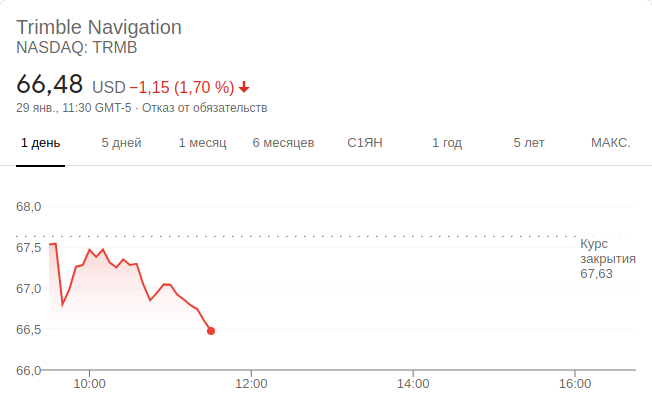 Trimble Navigation
NASDAQ: TRMB
66,48 USD −1,15 (1,70 %)
29 янв., 11:30 GMT-5 · Отказ от обязательств
1 день 5 дней 1 месяц 6 месяцев С1ЯН 1 год 5 лет МАКС.
68,0
67,5
67,0
66,5
66,0
Курс
закрытия
67,63
10:00 12:00 14:00 16:00